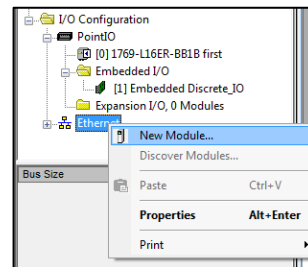 I/O Configuration
PointIO
[0] 1769-L16ER-BB1B first
Embedded I/O
[1] Embedded Discrete_IO
Expansion I/O, 0 Modules
Ethernet
New Module...
Discover Modules...
Bus Size
Paste Ctrl+V
Properties Alt+Enter
Print